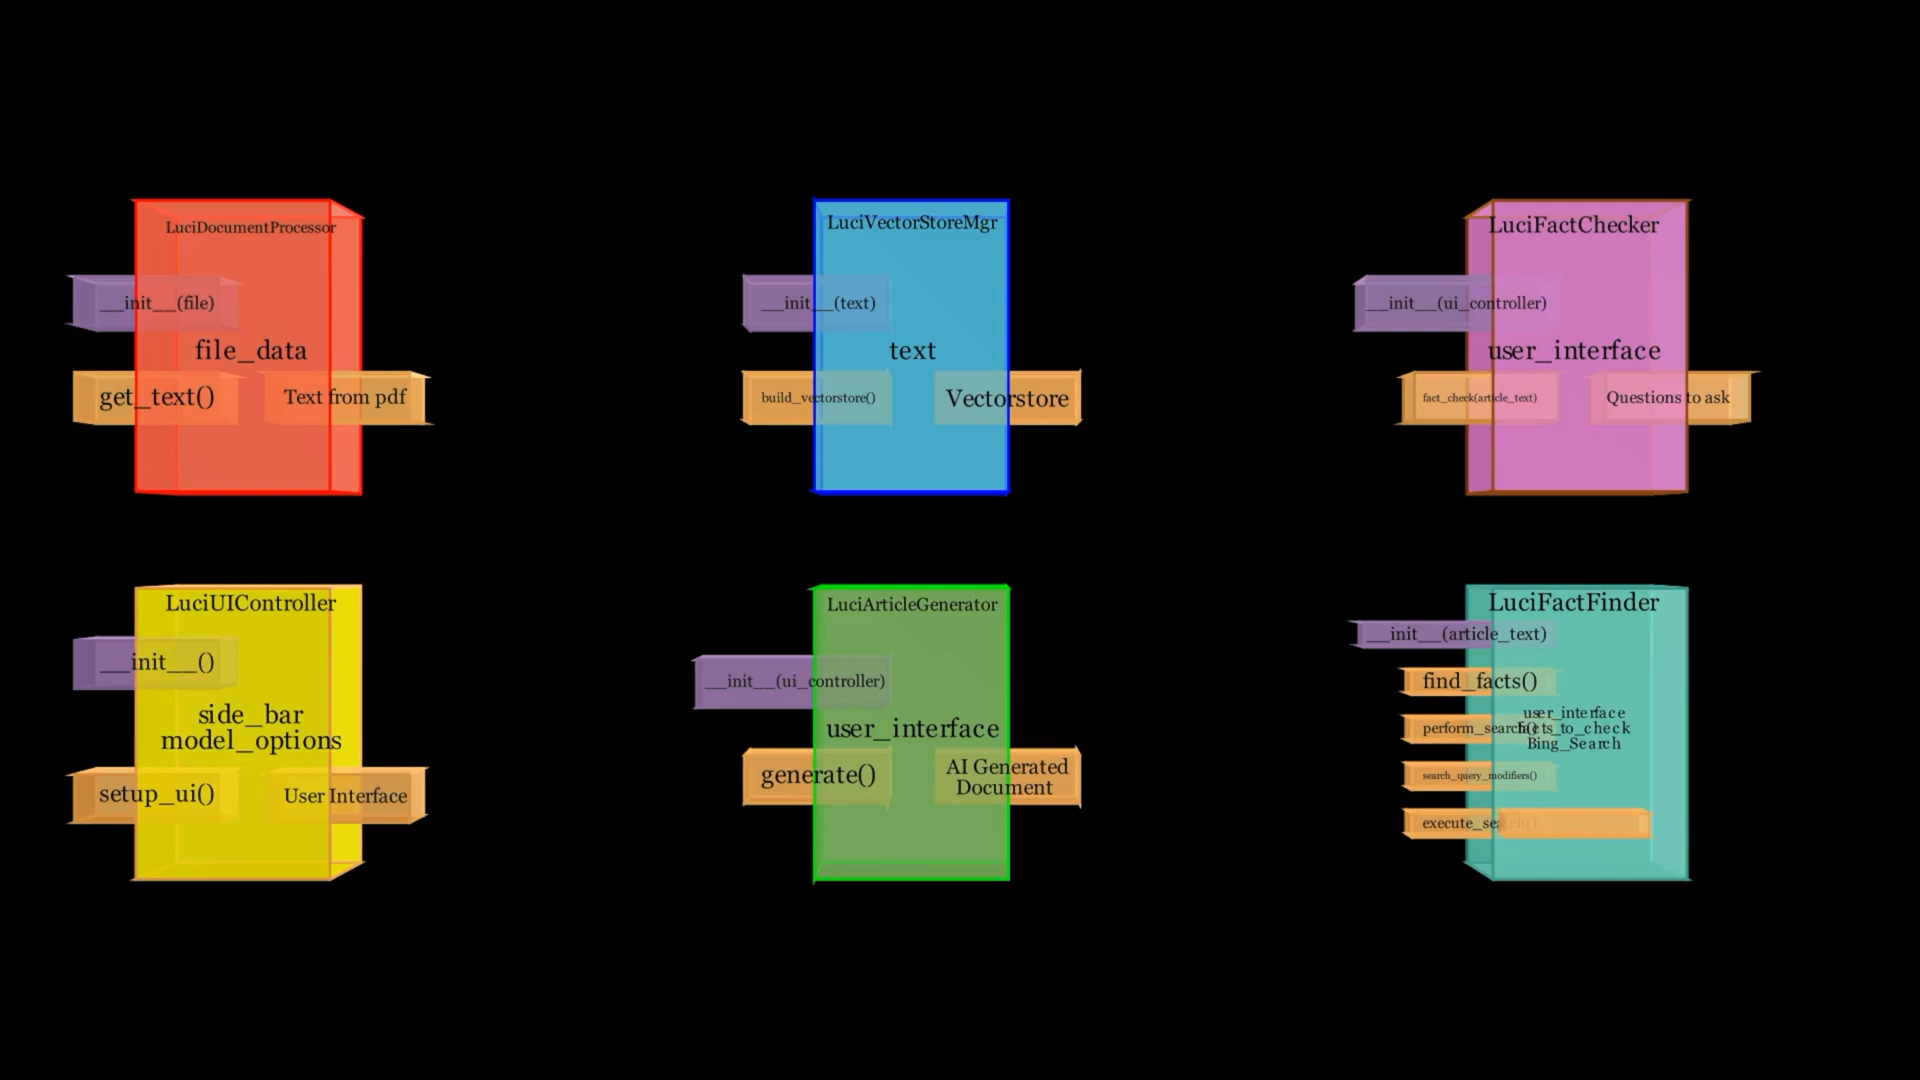 LuciDocumentProcessor
__init__(file)
file_data
get_text()
Text from pdf
LuciVectorStoreMgr
__init__(text)
text
build_vectorstore()
Vectorstore
LuciFactChecker
__init__(ui_controller)
user_interface
fact_check(article_text)
Questions to ask
LuciUIController
__init__()
side_bar
model_options
setup_ui()
User Interface
LuciArticleGenerator
__init__(ui_controller)
user_interface
generate()
AI Generated
Document
LuciFactFinder
__init__(article_text)
find_facts()
user_interface
perform_search()
facts_to_check
Bing_Search
search_query_modifiers()
execute_search()